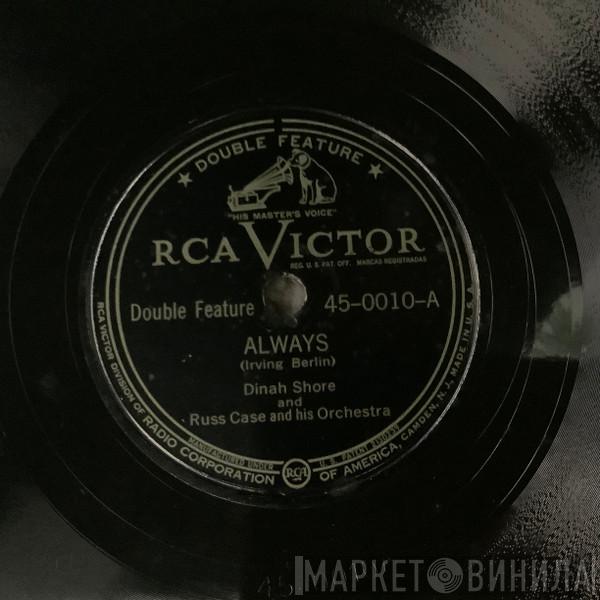 ★ DOUBLE FEATURE ★
"HIS MASTER'S VOICE"
RCA VICTOR
REG. U. S. PAT. OFF. MARCAS REGISTRADAS
Double Feature 45-0010-A
ALWAYS
(Irving Berlin)
Dinah Shore
and
Russ Case and his Orchestra
MANUFACTURED UNDER
RCA
RCA VICTOR DIVISION OF RADIO CORPORATION OF AMERICA, CAMDEN, N. J. MADE IN U. S. A.
45
МАРКЕТ ВИНИЛА